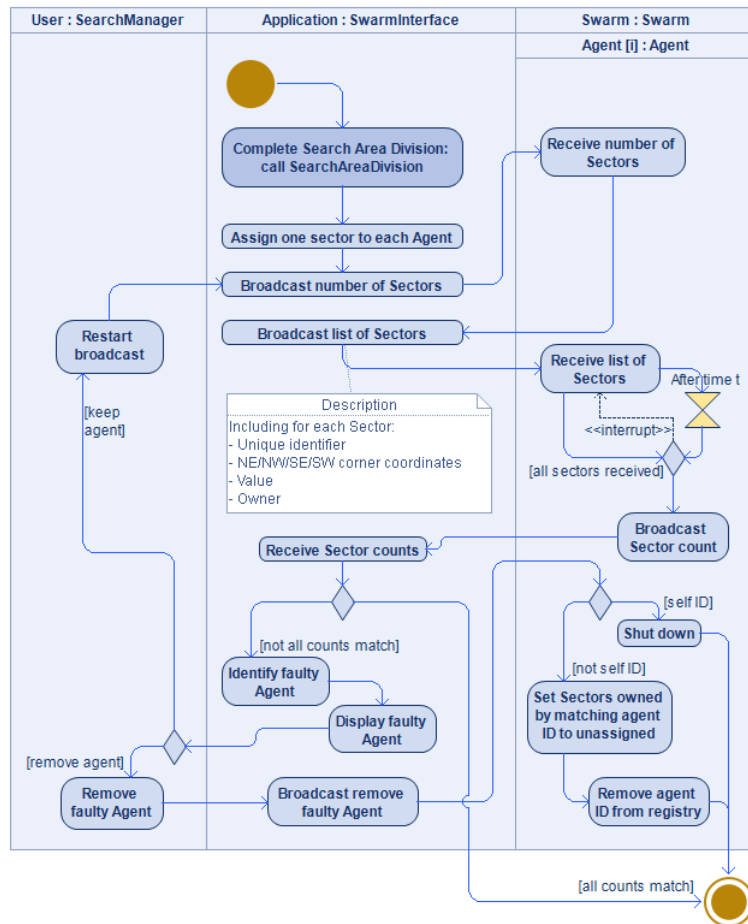 User : SearchManager
Application : SwarmInterface
Swarm : Swarm
Agent [i] : Agent
Complete Search Area Division:
call SearchAreaDivision
Receive number of
Sectors
Assign one sector to each Agent
Broadcast number of Sectors
Restart
broadcast
Broadcast list of Sectors
Receive list of
Sectors
After time t
[keep
agent]
Description
Including for each Sector:
- Unique identifier
- NE/NW/SE/SW corner coordinates
- Value
- Owner
<<interrupt>>
[all sectors received]
Broadcast
Sector count
Receive Sector counts
[self ID]
Shut down
[not all counts match]
[not self ID]
Identify faulty
Agent
Set Sectors owned
by matching agent
ID to unassigned
Display faulty
Agent
[remove agent]
Remove
faulty Agent
Broadcast remove
faulty Agent
Remove agent
ID from registry
[all counts match]